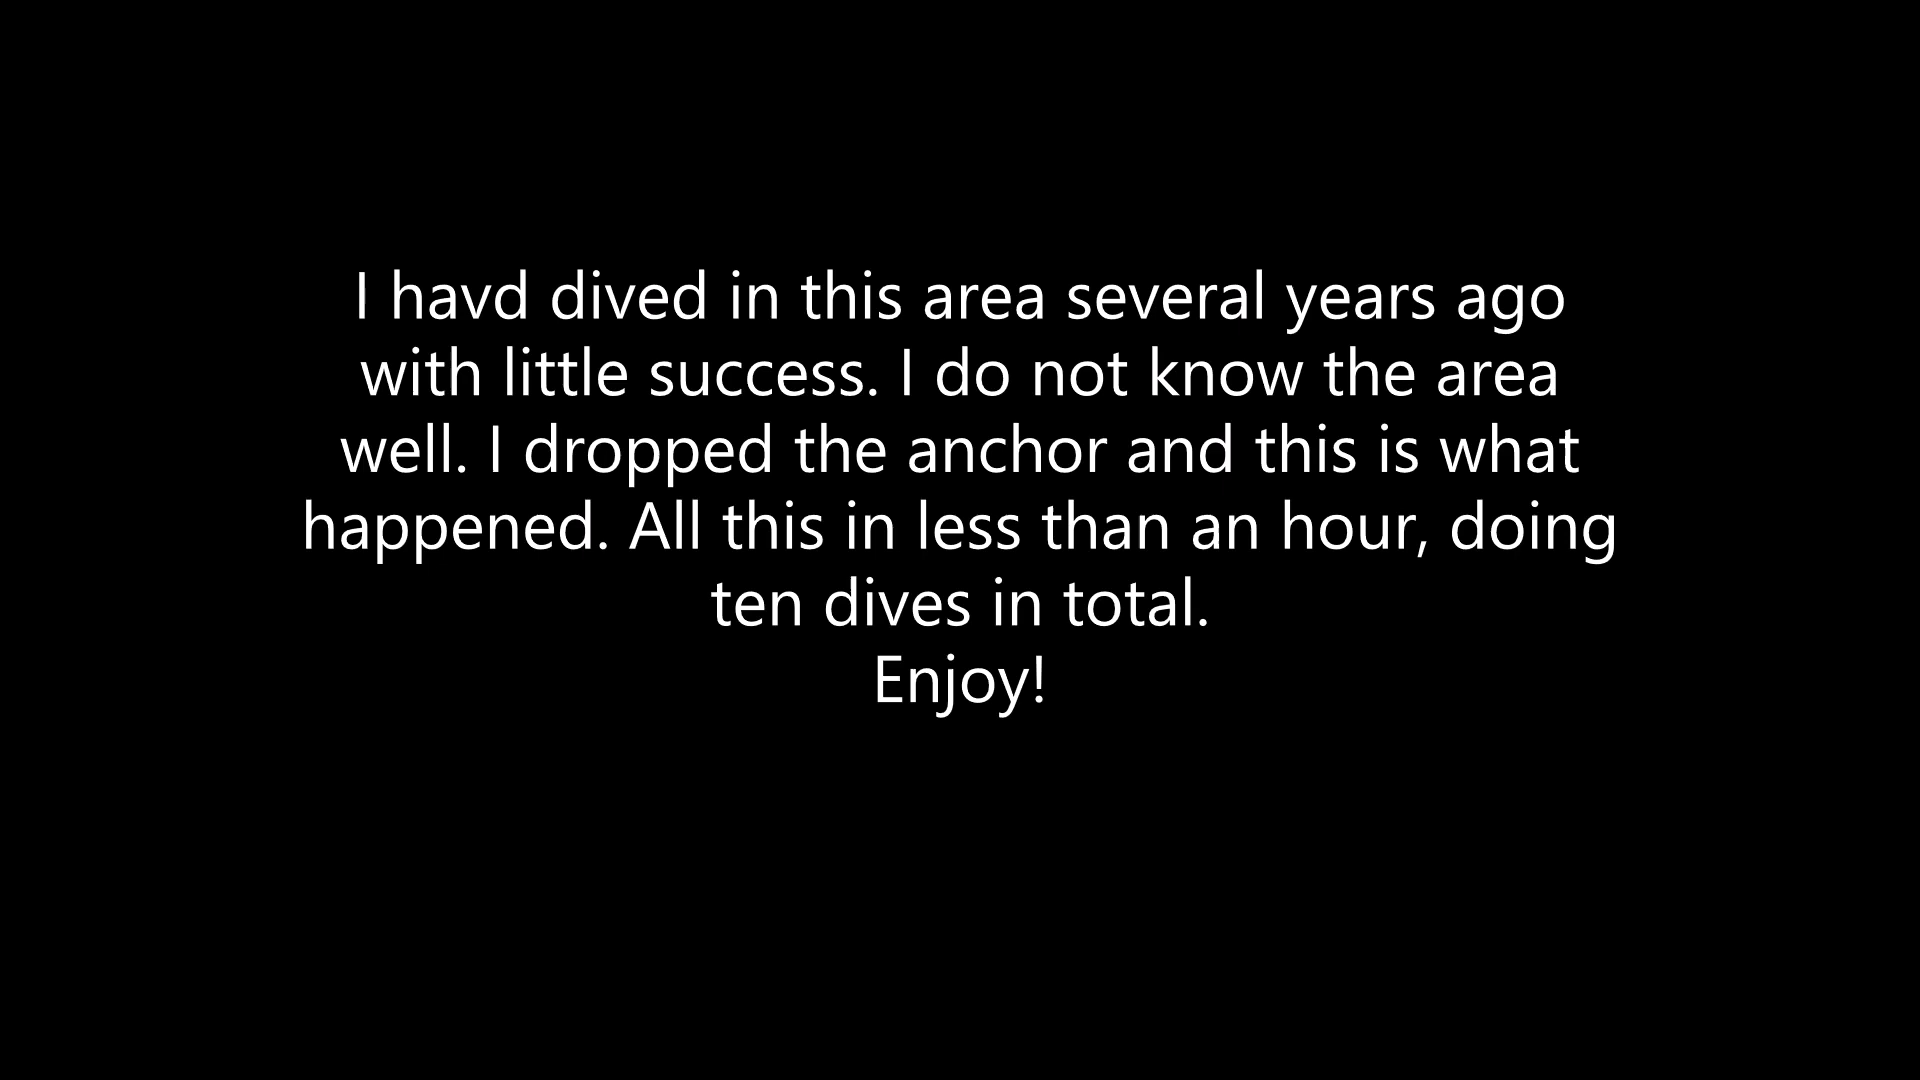 I havd dived in this area several years ago
with little success. I do not know the area
well. I dropped the anchor and this is what
happened. All this in less than an hour, doing
ten dives in total.
Enjoy!